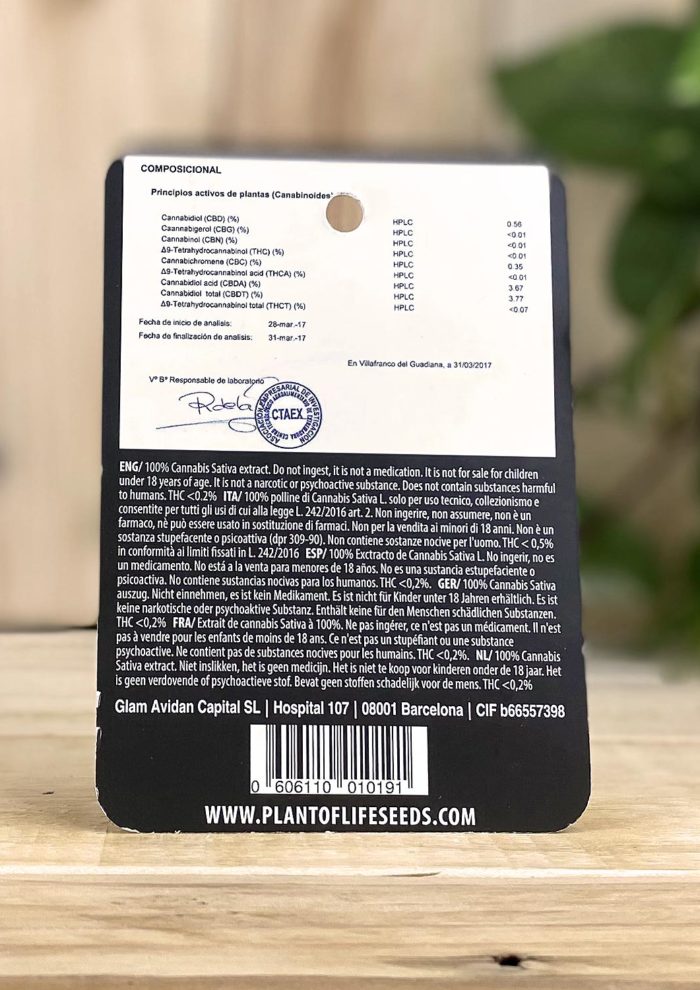 COMPOSICIONAL
Principios activos de plantas (Canabinoides
Cannabidiol (CBD) (%) HPLC 0.56
Caannabigerol (CBG) (%) HPLC <0.01
Cannabinol (CBN) (%) HPLC <0.01
Δ9-Tetrahydrocannabinol (THC) (%) HPLC <0.01
Cannabichromene (CBC) (%) HPLC 0.35
Δ9-Tetrahydrocannabinol acid (THCA) (%) HPLC <0.01
Cannabidiol acid (CBDA) (%) HPLC 3.67
Cannabidiol total (CBDT) (%) HPLC 3.77
Δ9-Tetrahydrocannabinol total (THCT) (%) HPLC <0.07
Fecha de inicio de analisis: 28-mar.-17
Fecha de finalización de analisis: 31-mar.-17
En Villafranco del Guadiana, a 31/03/2017
Vº Bº Responsable de laboratorio
ASOCIACIÓN EMPRESARIAL DE INVESTIGACIÓN
CTAEX
ENG/ 100% Cannabis Sativa extract. Do not ingest, it is not a medication. It is not for sale for children
under 18 years of age. It is not a narcotic or psychoactive substance. Does not contain substances harmful
to humans. THC <0.2% ITA/ 100% polline di Cannabis Sativa L. solo per uso tecnico, collezionismo e
consentite per tutti gli usi di cui alla legge L. 242/2016 art. 2. Non ingerire, non assumere, non è un
farmaco, nè può essere usato in sostituzione di farmaci. Non per la vendita ai minori di 18 anni. Non è un
sostanza stupefacente o psicoattiva (dpr 309-90). Non contiene sostanze nocive per l'uomo. THC < 0,5%
in conformità ai limiti fissati in L. 242/2016 ESP/ 100% Exctracto de Cannabis Sativa L. No ingerir, no es
un medicamento. No está a la venta para menores de 18 años. No es una sustancia estupefaciente o
psicoactiva. No contiene sustancias nocivas para los humanos. THC <0,2%. GER/ 100% Cannabis Sativa
auszug. Nicht einnehmen, es ist kein Medikament. Es ist nicht für Kinder unter 18 Jahren erhältlich. Es ist
keine narkotische oder psychoaktive Substanz. Enthält keine für den Menschen schädlichen Substanzen.
THC <0,2% FRA/ Extrait de cannabis Sativa à 100%. Ne pas ingérer, ce n'est pas un médicament. Il n'est
pas à vendre pour les enfants de moins de 18 ans. Ce n'est pas un stupéfiant ou une substance
psychoactive. Ne contient pas de substances nocives pour les humains. THC <0,2%. NL/ 100% Cannabis
Sativa extract. Niet inslikken, het is geen medicijn. Het is niet te koop voor kinderen onder de 18 jaar. Het
is geen verdovende of psychoactieve stof. Bevat geen stoffen schadelijk voor de mens. THC <0,2%
Glam Avidan Capital SL | Hospital 107 | 08001 Barcelona | CIF b66557398
0 606110 010191
WWW.PLANTOFLIFESEEDS.COM